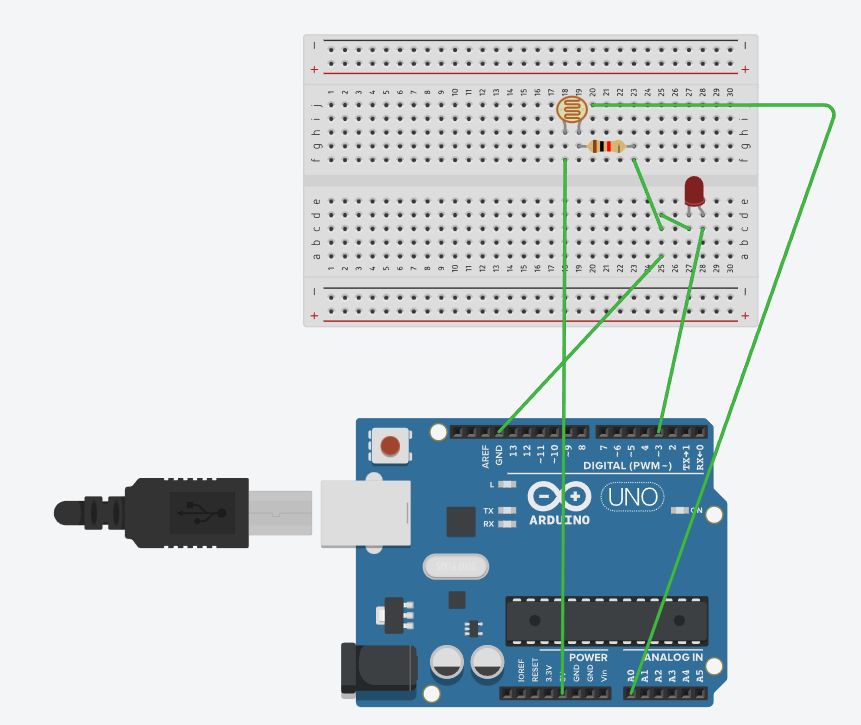 − −
+ +
1 2 3 4 5 6 7 8 9 10 11 12 13 14 15 16 17 18 19 20 21 22 23 24 25 26 27 28 29 30
j j
i i
h h
g g
f f
e e
d d
c c
b b
a a
1 2 3 4 5 6 7 8 9 10 11 12 13 14 15 16 17 18 19 20 21 22 23 24 25 26 27 28 29 30
− −
+ +
AREF GND 13 12 ~11 ~10 ~9 8 7 ~6 ~5 4 ~3 2 TX→1 RX←0
DIGITAL (PWM~)
L
TX
RX
ARDUINO
UNO
ON
POWER
ANALOG IN
IOREF RESET 3.3V GND GND Vin A0 A1 A2 A3 A4 A5